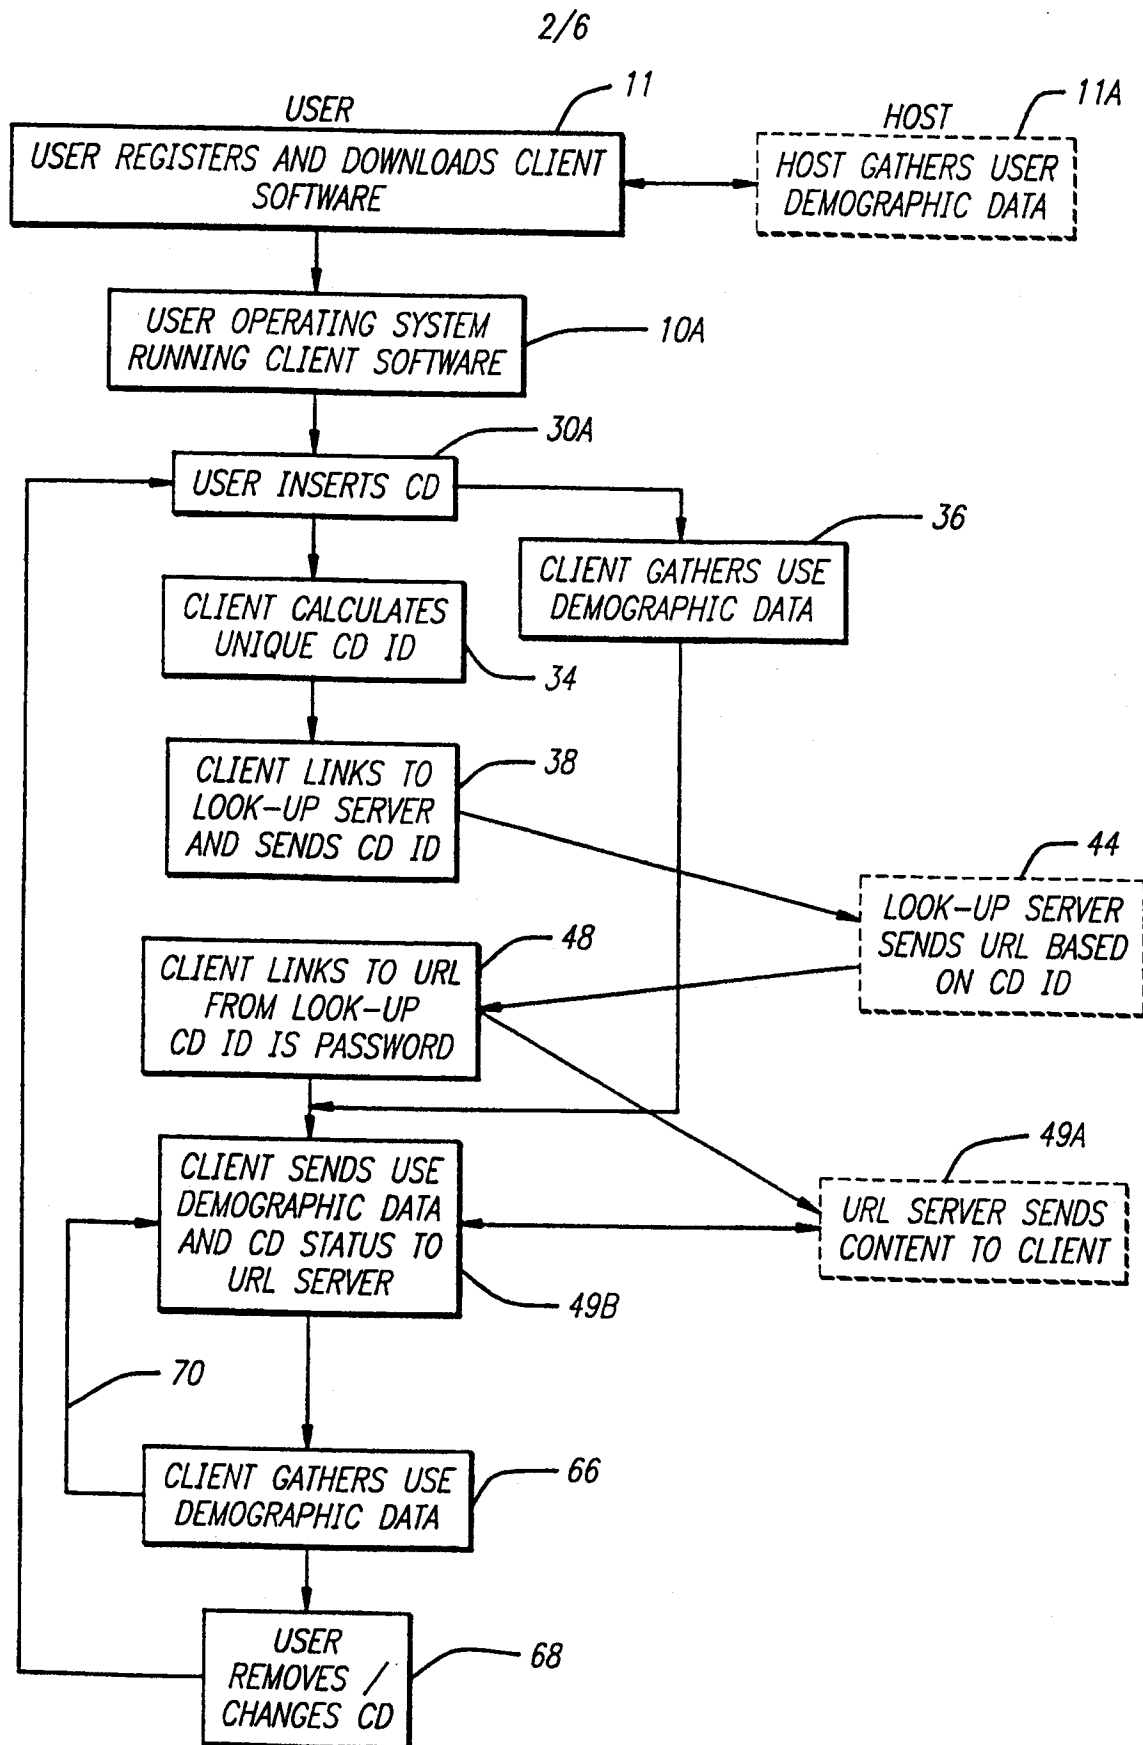 2/6
USER
11
USER REGISTERS AND DOWNLOADS CLIENT
SOFTWARE
HOST
11A
HOST GATHERS USER
DEMOGRAPHIC DATA
USER OPERATING SYSTEM
RUNNING CLIENT SOFTWARE
10A
30A
USER INSERTS CD
36
CLIENT GATHERS USE
DEMOGRAPHIC DATA
CLIENT CALCULATES
UNIQUE CD ID
34
CLIENT LINKS TO
LOOK-UP SERVER
AND SENDS CD ID
38
44
LOOK-UP SERVER
SENDS URL BASED
ON CD ID
48
CLIENT LINKS TO URL
FROM LOOK-UP
CD ID IS PASSWORD
CLIENT SENDS USE
DEMOGRAPHIC DATA
AND CD STATUS TO
URL SERVER
49B
49A
URL SERVER SENDS
CONTENT TO CLIENT
70
CLIENT GATHERS USE
DEMOGRAPHIC DATA
66
USER
REMOVES /
CHANGES CD
68